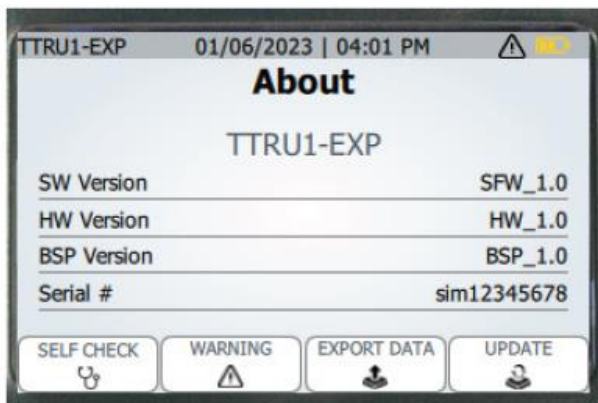 TTRU1-EXP 01/06/2023 | 04:01 PM
About
TTRU1-EXP
SW Version SFW_1.0
HW Version HW_1.0
BSP Version BSP_1.0
Serial # sim12345678
SELF CHECK WARNING EXPORT DATA UPDATE